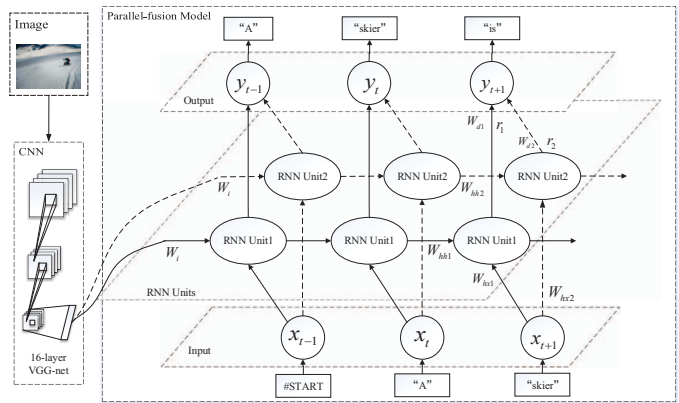 Image
Parallel-fusion Model
"A"
"skier"
"is"
y_{t-1}
y_t
y_{t+1}
Output
W_{d1}
r_1
W_{d2}
r_2
CNN
RNN Unit2
RNN Unit2
RNN Unit2
W_i
W_{hh2}
RNN Unit1
RNN Unit1
RNN Unit1
W_i
W_{hh1}
W_{hx1}
W_{hx2}
RNN Units
x_{t-1}
x_t
x_{t+1}
Input
16-layer
VGG-net
#START
"A"
"skier"